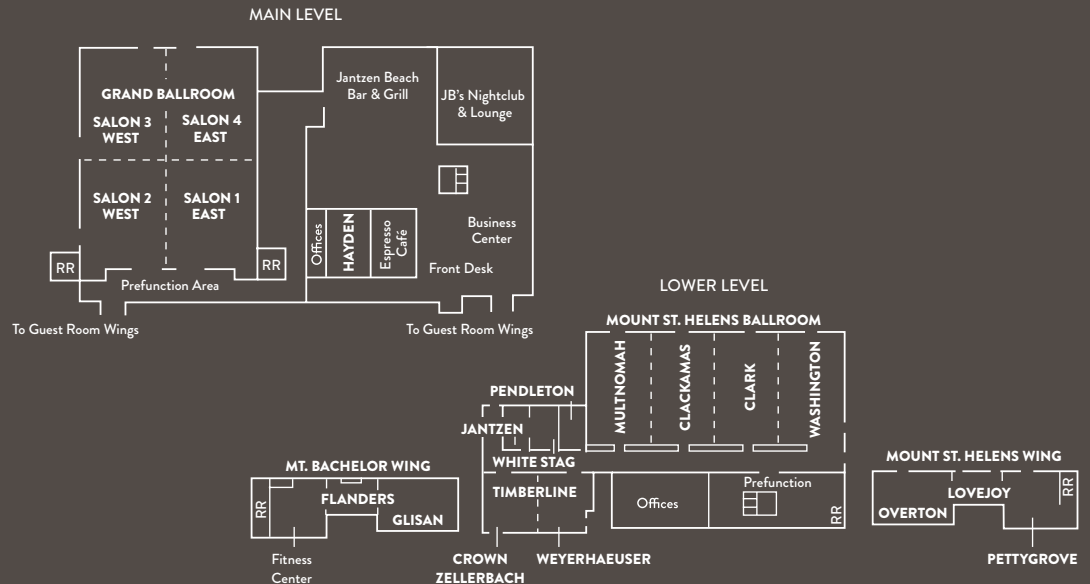 MAIN LEVEL
GRAND BALLROOM
SALON 3
WEST
SALON 4
EAST
SALON 2
WEST
SALON 1
EAST
RR
RR
Prefunction Area
To Guest Room Wings
Jantzen Beach
Bar & Grill
JB's Nightclub
& Lounge
Offices
HAYDEN
Espresso
Café
Business
Center
Front Desk
To Guest Room Wings
LOWER LEVEL
MOUNT ST. HELENS BALLROOM
MULTNOMAH
CLACKAMAS
CLARK
WASHINGTON
PENDLETON
JANTZEN
WHITE STAG
TIMBERLINE
CROWN
ZELLERBACH
WEYERHAEUSER
Offices
Prefunction
RR
MT. BACHELOR WING
RR
FLANDERS
GLISAN
Fitness
Center
MOUNT ST. HELENS WING
RR
LOVEJOY
OVERTON
PETTYGROVE